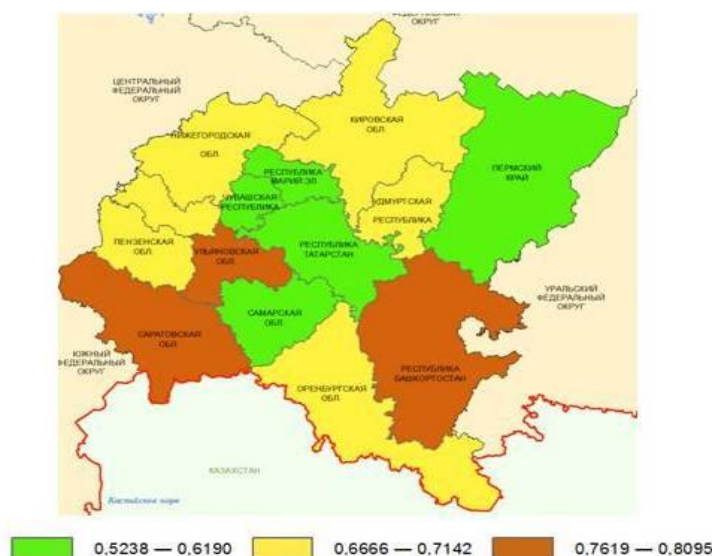 ОКРУГ
ЦЕНТРАЛЬНЫЙ
ФЕДЕРАЛЬНЫЙ
ОКРУГ
КИРОВСКАЯ
ОБЛ.
НИЖЕГОРОДСКАЯ
ОБЛ.
ПЕРМСКИЙ
КРАЙ
РЕСПУБЛИКА
МАРИЙ ЭЛ
ЧУВАШСКАЯ
РЕСПУБЛИКА
УДМУРТСКАЯ
РЕСПУБЛИКА
ПЕНЗЕНСКАЯ
ОБЛ.
УЛЬЯНОВСКАЯ
ОБЛ.
РЕСПУБЛИКА
ТАТАРСТАН
УРАЛЬСКИЙ
ФЕДЕРАЛЬНЫЙ
ОКРУГ
САМАРСКАЯ
ОБЛ.
САРАТОВСКАЯ
ОБЛ.
ЮЖНЫЙ
ФЕДЕРАЛЬНЫЙ
ОКРУГ
РЕСПУБЛИКА
БАШКОРТОСТАН
ОРЕНБУРГСКАЯ
ОБЛ.
КАЗАХСТАН
Каспийское море
0,5238 — 0,6190
0,6666 — 0,7142
0,7619 — 0,8095